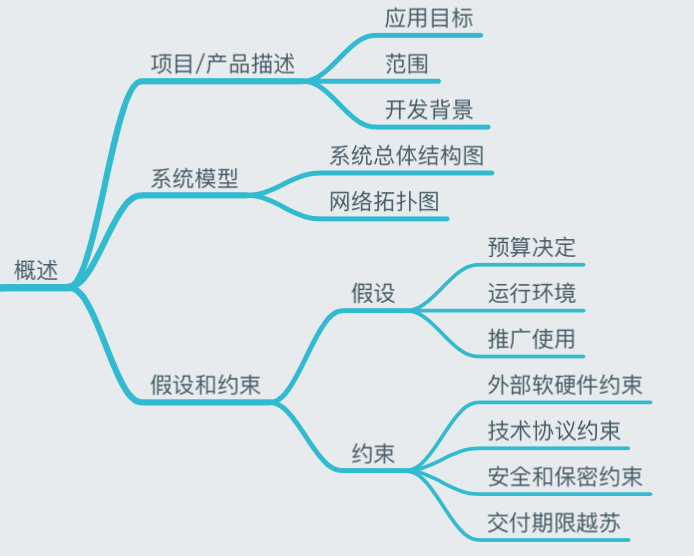 概述
项目/产品描述
应用目标
范围
开发背景
系统模型
系统总体结构图
网络拓扑图
假设和约束
假设
预算决定
运行环境
推广使用
约束
外部软硬件约束
技术协议约束
安全和保密约束
交付期限越苏